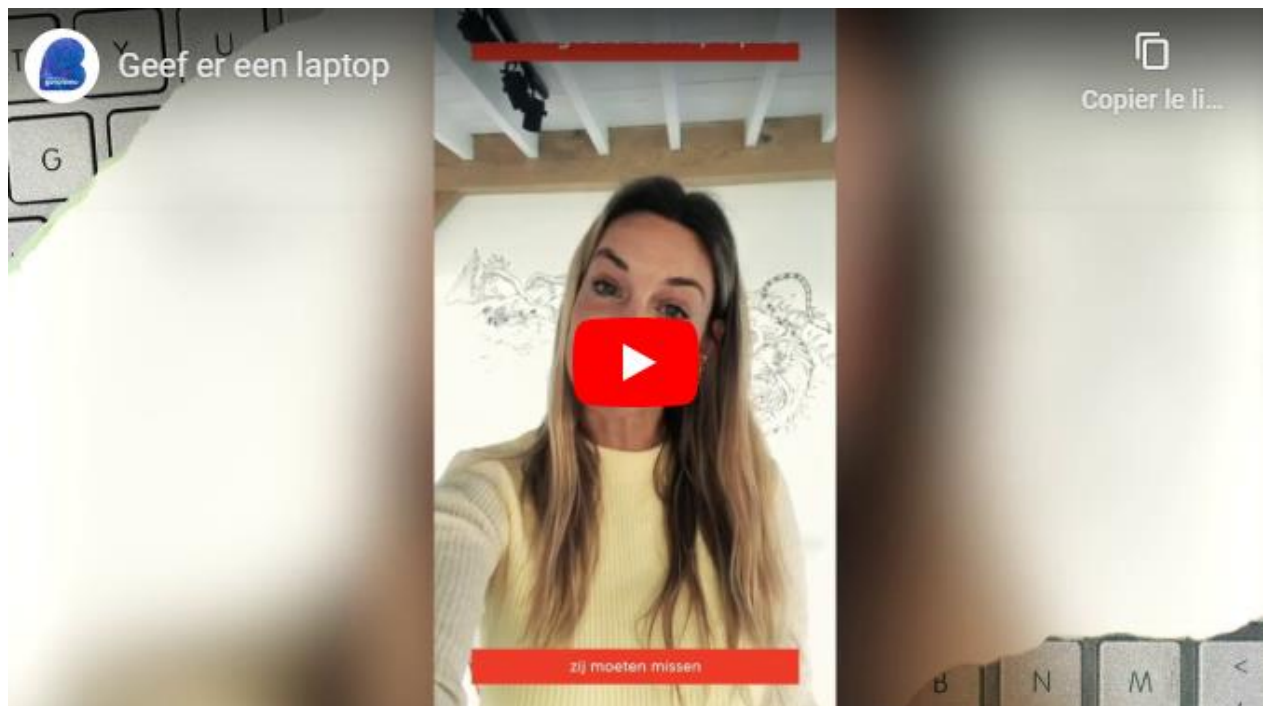 T Y U
Geef er een laptop
Copier le li...
G
zij moeten missen
B N M <